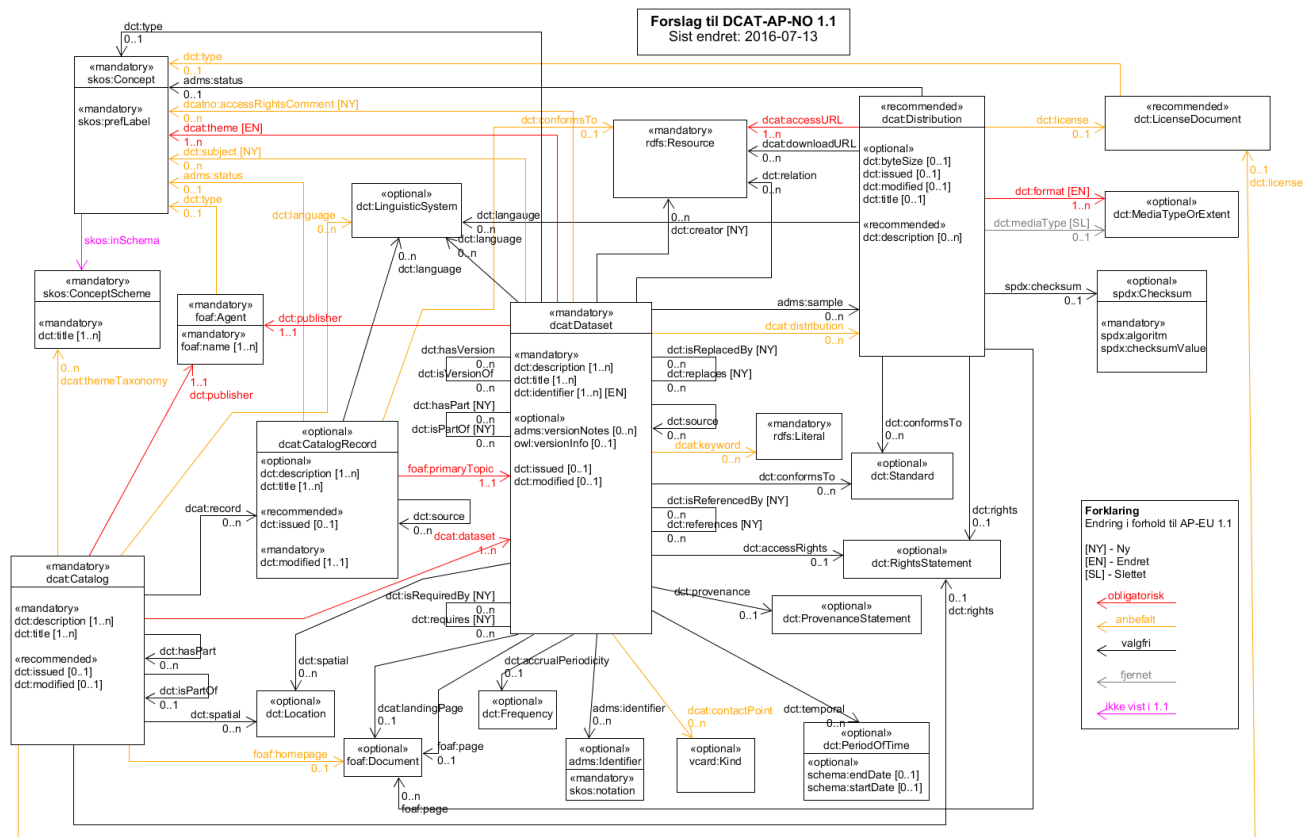 Forslag til DCAT-AP-NO 1.1
Sist endret: 2016-07-13
dct:type
0..1
«mandatory»
skos:Concept
«mandatory»
skos:prefLabel
dct:type
0..1
adms:status
0..1
dcatno:accessRightsComment [NY]
0..n
dcat:theme [EN]
1..n
dct:subject [NY]
0..n
adms:status
0..1
dct:type
0..1
skos:inSchema
dct:conformsTo
0..1
«mandatory»
rdfs:Resource
dcat:accessURL
1..n
dcat:downloadURL
0..n
dct:relation
0..n
0..n
dct:creator [NY]
«recommended»
dcat:Distribution
«optional»
dct:byteSize [0..1]
dct:issued [0..1]
dct:modified [0..1]
dct:title [0..1]
«recommended»
dct:description [0..n]
dct:license
0..1
«recommended»
dct:LicenseDocument
0..1
dct:license
dct:format [EN]
1..n
dct:mediaType [SL]
0..1
«optional»
dct:MediaTypeOrExtent
spdx:checksum
0..1
«optional»
spdx:Checksum
«mandatory»
spdx:algoritm
spdx:checksumValue
«optional»
dct:LinguisticSystem
dct:language
0..n
dct:langauge
0..n
dct:language
0..n
0..n
dct:language
«mandatory»
skos:ConceptScheme
«mandatory»
dct:title [1..n]
«mandatory»
foaf:Agent
«mandatory»
foaf:name [1..n]
dct:publisher
1..1
1..1
dct:publisher
0..n
dcat:themeTaxonomy
«mandatory»
dcat:Dataset
«mandatory»
dct:description [1..n]
dct:title [1..n]
dct:identifier [1..n] [EN]
«optional»
adms:versionNotes [0..n]
owl:versionInfo [0..1]
dct:issued [0..1]
dct:modified [0..1]
adms:sample
0..n
dcat:distribution
0..n
dct:hasVersion
0..n
dct:isVersionOf
0..n
dct:hasPart [NY]
0..n
dct:isPartOf [NY]
0..n
dct:isReplacedBy [NY]
0..n
dct:replaces [NY]
0..n
dct:source
0..n
dcat:keyword
0..n
«mandatory»
rdfs:Literal
dct:conformsTo
0..n
dct:conformsTo
0..n
«optional»
dct:Standard
dct:isReferencedBy [NY]
0..n
dct:references [NY]
0..n
dct:accessRights
0..1
dct:rights
0..1
«optional»
dct:RightsStatement
0..1
dct:rights
dct:provenance
0..1
«optional»
dct:ProvenanceStatement
«optional»
dcat:CatalogRecord
«optional»
dct:description [1..n]
dct:title [1..n]
«recommended»
dct:issued [0..1]
«mandatory»
dct:modified [1..1]
foaf:primaryTopic
1..1
dct:source
0..n
dcat:record
0..n
dcat:dataset
1..n
«mandatory»
dcat:Catalog
«mandatory»
dct:description [1..n]
dct:title [1..n]
«recommended»
dct:issued [0..1]
dct:modified [0..1]
dct:hasPart
0..n
dct:isPartOf
0..1
dct:spatial
0..n
foaf:homepage
0..1
dct:isRequiredBy [NY]
0..n
dct:requires [NY]
0..n
dct:spatial
0..n
«optional»
dct:Location
dcat:landingPage
0..1
foaf:page
0..1
«optional»
foaf:Document
0..n
foaf:page
dct:accrualPeriodicity
0..1
«optional»
dct:Frequency
adms:identifier
0..n
«optional»
adms:Identifier
«mandatory»
skos:notation
dcat:contactPoint
0..n
«optional»
vcard:Kind
dct:temporal
0..n
«optional»
dct:PeriodOfTime
«optional»
schema:endDate [0..1]
schema:startDate [0..1]
Forklaring
Endring i forhold til AP-EU 1.1
[NY] - Ny
[EN] - Endret
[SL] - Slettet
obligatorisk
anbefalt
valgfri
fjernet
ikke vist i 1.1